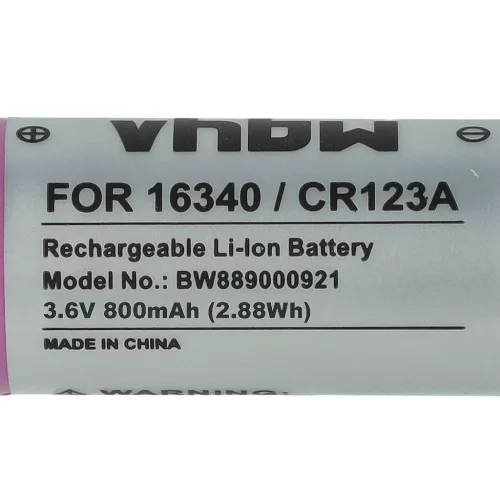 vhbw
FOR 16340 / CR123A
Rechargeable Li-Ion Battery
Model No.: BW889000921
3.6V 800mAh (2.88Wh)
MADE IN CHINA
WARNING: